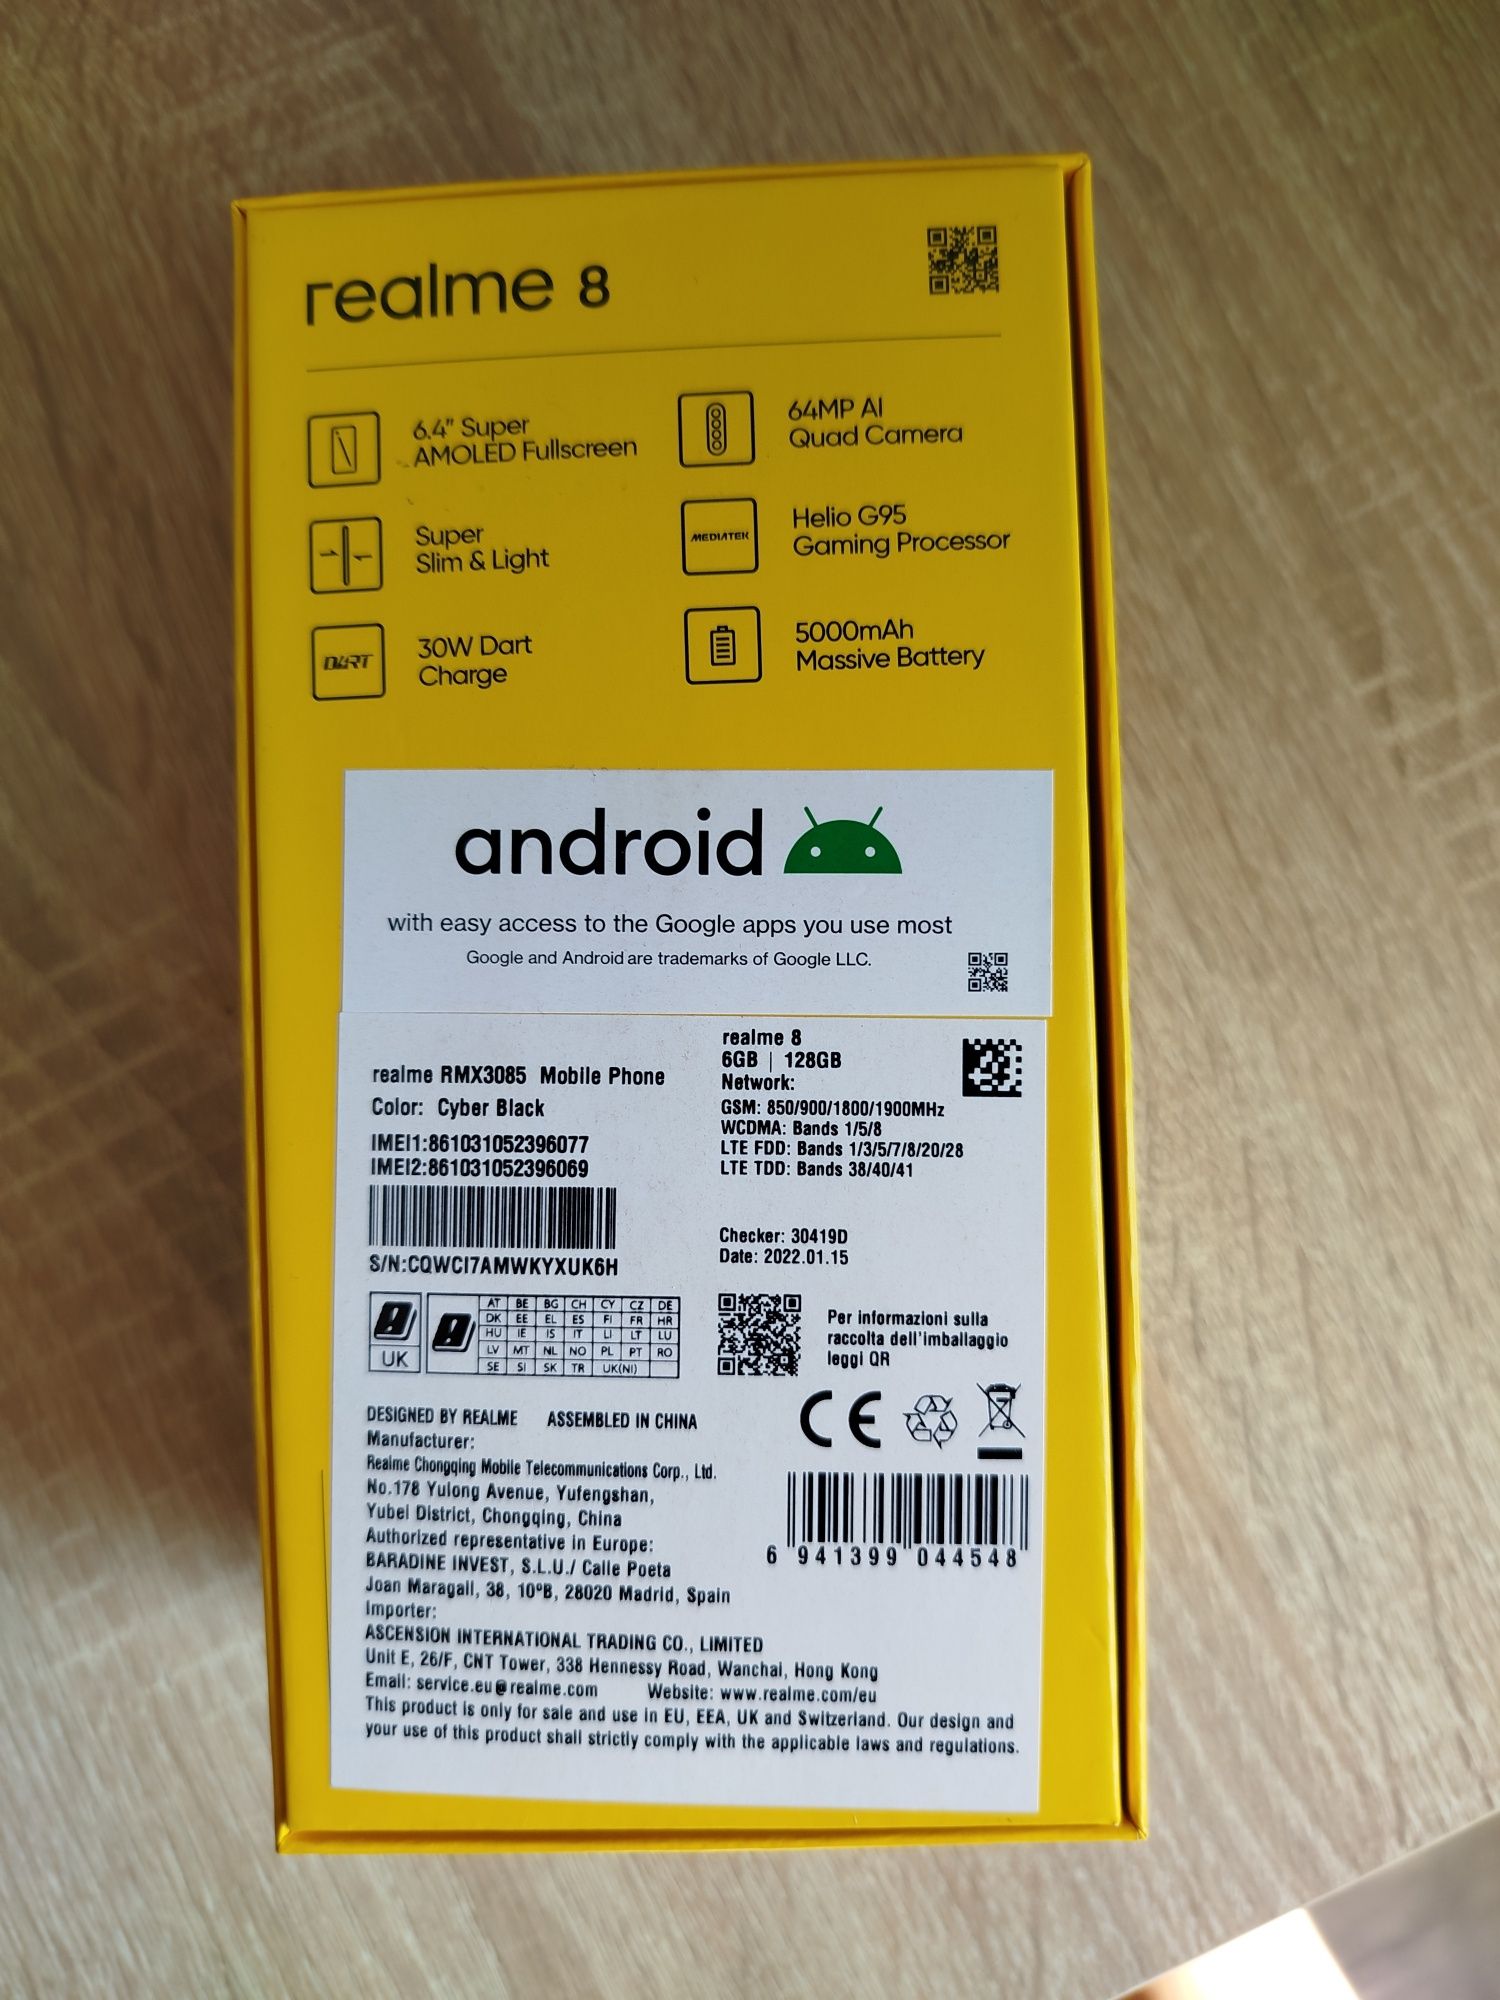 realme 8
6.4" Super
AMOLED Fullscreen
64MP AI
Quad Camera
Super
Slim & Light
MEDIATEK
Helio G95
Gaming Processor
DART
30W Dart
Charge
5000mAh
Massive Battery
android
with easy access to the Google apps you use most
Google and Android are trademarks of Google LLC.
realme RMX3085 Mobile Phone
Color: Cyber Black
IMEI1:861031052396077
IMEI2:861031052396069
S/N:CQWCI7AMWKYXUK6H
realme 8
6GB | 128GB
Network:
GSM: 850/900/1800/1900MHz
WCDMA: Bands 1/5/8
LTE FDD: Bands 1/3/5/7/8/20/28
LTE TDD: Bands 38/40/41
Checker: 30419D
Date: 2022.01.15
UK
AT BE BG CH CY CZ DE
DK EE EL ES FI FR HR
HU IE IS IT LI LT LU
LV MT NL NO PL PT RO
SE SI SK TR UK(NI)
Per informazioni sulla
raccolta dell'imballaggio
leggi QR
CE
DESIGNED BY REALME ASSEMBLED IN CHINA
Manufacturer:
Realme Chongqing Mobile Telecommunications Corp., Ltd.
No.178 Yulong Avenue, Yufengshan,
Yubei District, Chongqing, China
Authorized representative in Europe:
BARADINE INVEST, S.L.U./ Calle Poeta
Joan Maragall, 38, 10ºB, 28020 Madrid, Spain
Importer:
ASCENSION INTERNATIONAL TRADING CO., LIMITED
Unit E, 26/F, CNT Tower, 338 Hennessy Road, Wanchai, Hong Kong
Email: service.eu@realme.com Website: www.realme.com/eu
This product is only for sale and use in EU, EEA, UK and Switzerland. Our design and
your use of this product shall strictly comply with the applicable laws and regulations.
6 941399 044548